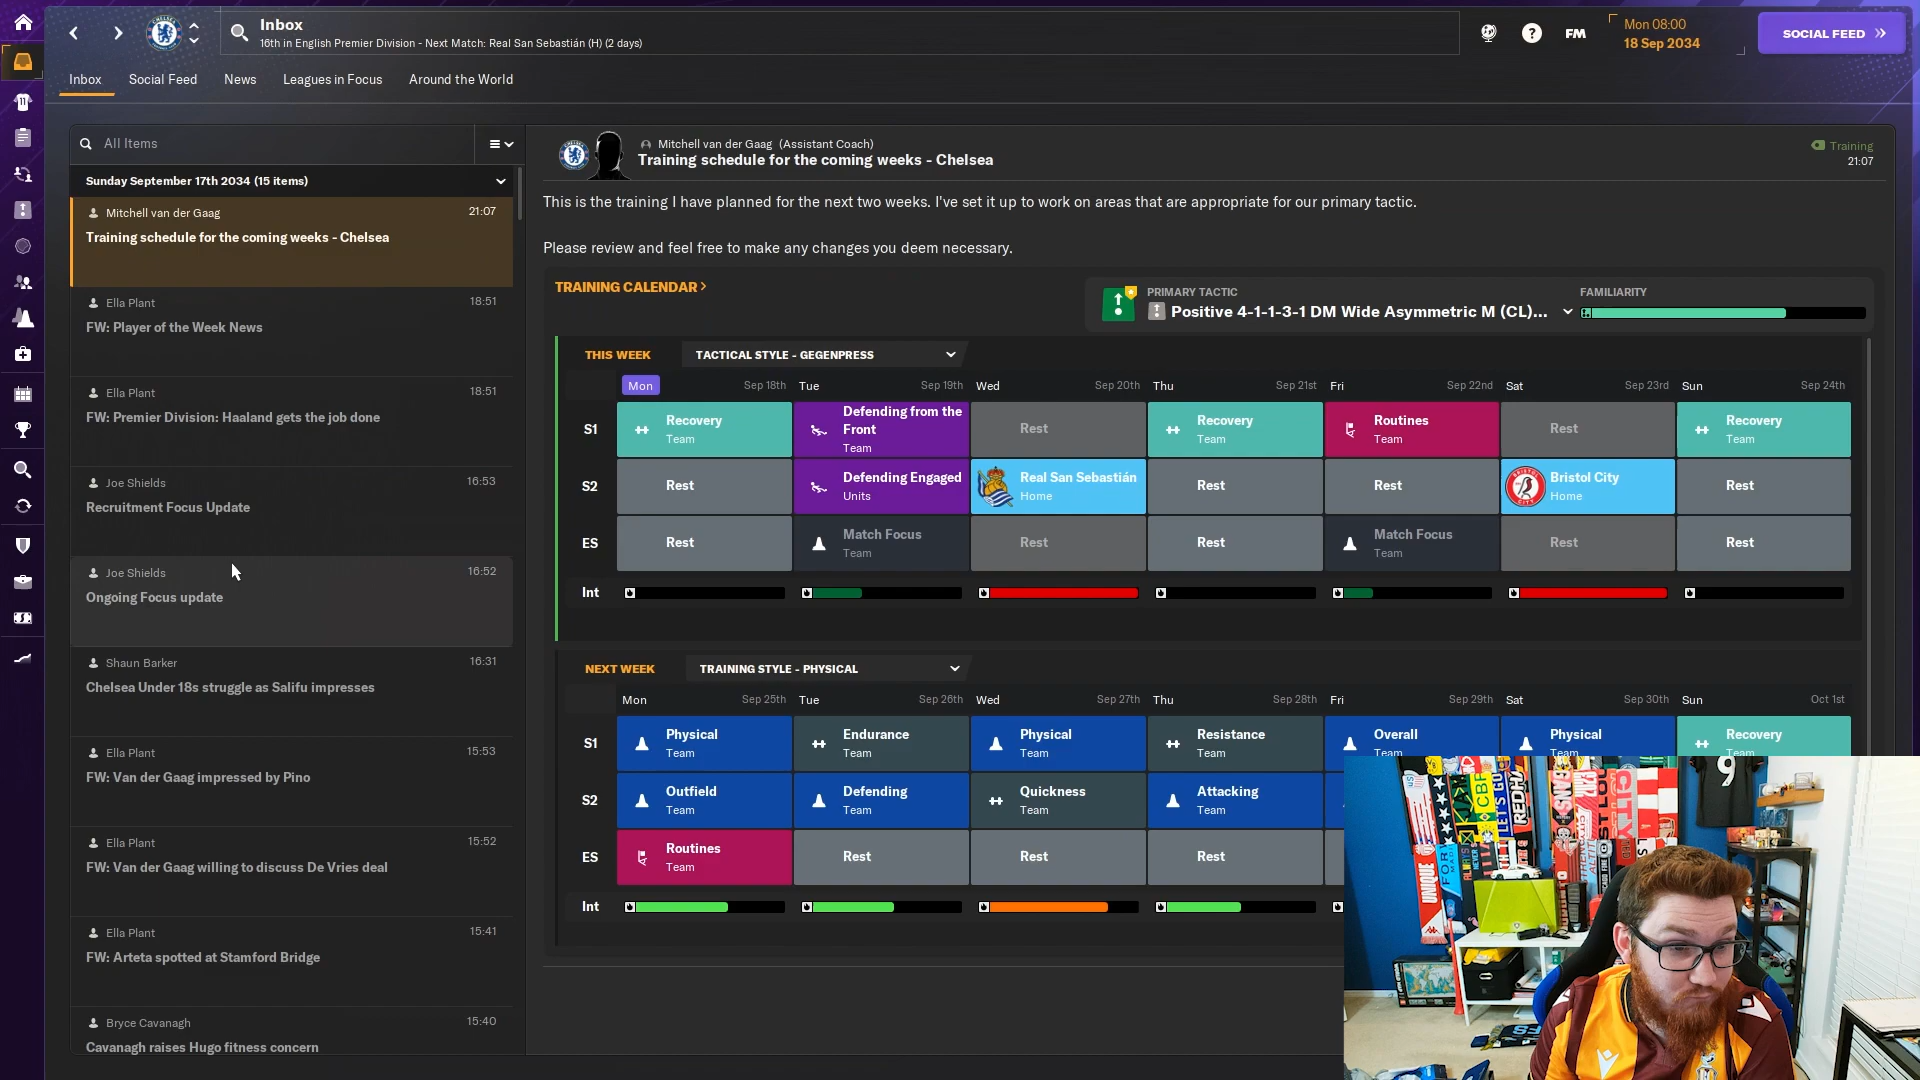 Inbox
16th in English Premier Division - Next Match: Real San Sebastián (H) (2 days)
FM
Mon 08:00
18 Sep 2034
SOCIAL FEED
Inbox
Social Feed
News
Leagues in Focus
Around the World
All Items
Sunday September 17th 2034 (15 items)
Mitchell van der Gaag
21:07
Training schedule for the coming weeks - Chelsea
Ella Plant
18:51
FW: Player of the Week News
Ella Plant
18:51
FW: Premier Division: Haaland gets the job done
Joe Shields
16:53
Recruitment Focus Update
Joe Shields
16:52
Ongoing Focus update
Shaun Barker
16:31
Chelsea Under 18s struggle as Salifu impresses
Ella Plant
15:53
FW: Van der Gaag impressed by Pino
Ella Plant
15:52
FW: Van der Gaag willing to discuss De Vries deal
Ella Plant
15:41
FW: Arteta spotted at Stamford Bridge
Bryce Cavanagh
15:40
Cavanagh raises Hugo fitness concern
Mitchell van der Gaag (Assistant Coach)
Training schedule for the coming weeks - Chelsea
Training
21:07
This is the training I have planned for the next two weeks. I've set it up to work on areas that are appropriate for our primary tactic.
Please review and feel free to make any changes you deem necessary.
TRAINING CALENDAR >
PRIMARY TACTIC
Positive 4-1-1-3-1 DM Wide Asymmetric M (CL)...
FAMILIARITY
THIS WEEK
TACTICAL STYLE - GEGENPRESS
Mon Sep 18th Tue Sep 19th Wed Sep 20th Thu Sep 21st Fri Sep 22nd Sat Sep 23rd Sun Sep 24th
S1
Recovery
Team
Defending from the
Front
Team
Rest
Recovery
Team
Routines
Team
Rest
Recovery
Team
S2
Rest
Defending Engaged
Units
Real San Sebastián
Home
Rest
Rest
Bristol City
Home
Rest
ES
Rest
Match Focus
Team
Rest
Rest
Match Focus
Team
Rest
Rest
Int
NEXT WEEK
TRAINING STYLE - PHYSICAL
Mon Sep 25th Tue Sep 26th Wed Sep 27th Thu Sep 28th Fri Sep 29th Sat Sep 30th Sun Oct 1st
S1
Physical
Team
Endurance
Team
Physical
Team
Resistance
Team
Overall
Team
Physical
Team
Recovery
Team
S2
Outfield
Team
Defending
Team
Quickness
Team
Attacking
Team
ES
Routines
Team
Rest
Rest
Rest
Int
9